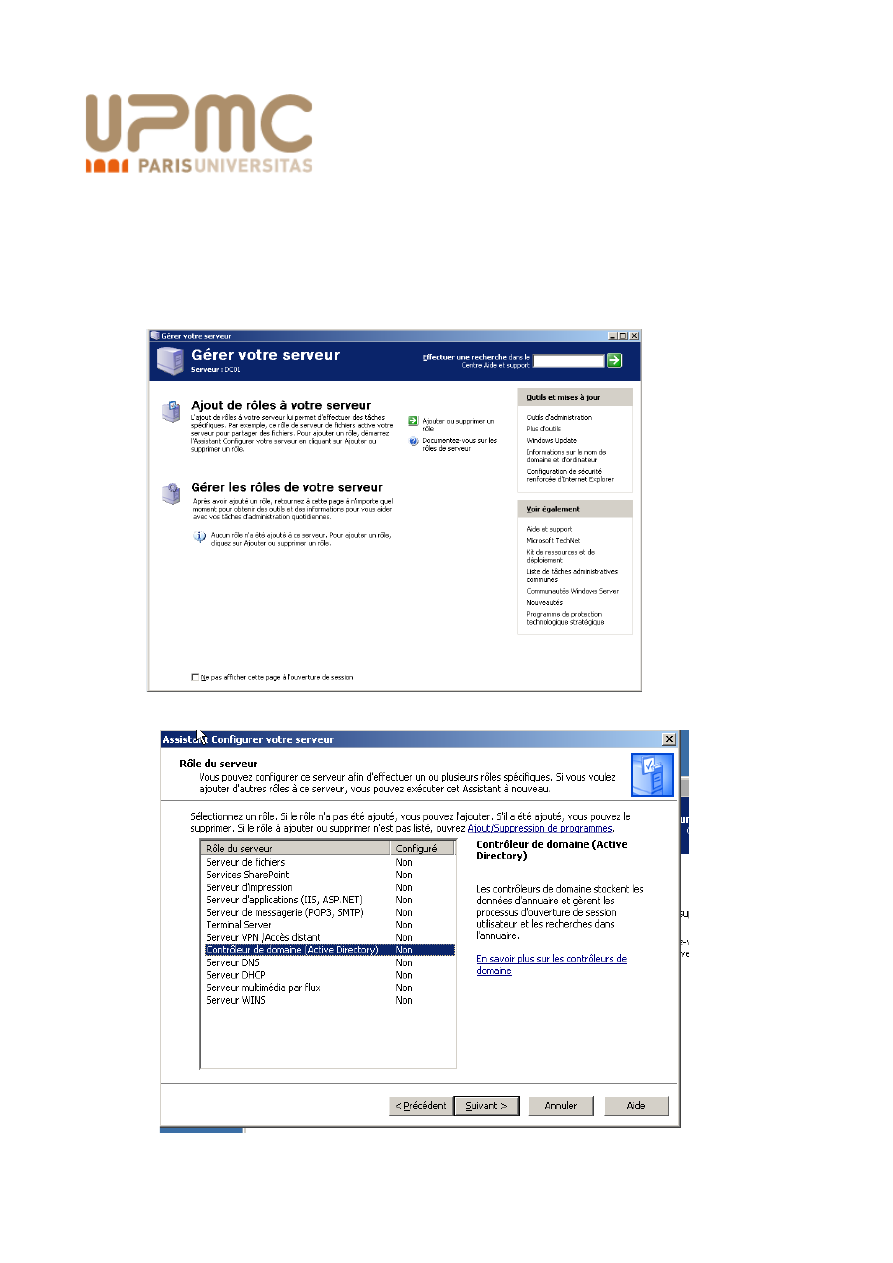 UPMC
PARISUNIVERSITAS
Gérer votre serveur
Gérer votre serveur
Serveur : DC01
Effectuer une recherche dans le
Centre Aide et support
Ajout de rôles à votre serveur
L'ajout de rôles à votre serveur lui permet d'effectuer des tâches
spécifiques. Par exemple, ce rôle de serveur de fichiers active votre
serveur pour partager des fichiers. Pour ajouter un rôle, démarrez
l'Assistant Configurer votre serveur en cliquant sur Ajouter ou
supprimer un rôle.
Ajouter ou supprimer un
rôle
Documentez-vous sur les
rôles de serveur
Gérer les rôles de votre serveur
Après avoir ajouté un rôle, retournez à cette page à n'importe quel
moment pour obtenir des outils et des informations pour vous aider
avec vos tâches d'administration quotidiennes.
Aucun rôle n'a été ajouté à ce serveur. Pour ajouter un rôle,
cliquez sur Ajouter ou supprimer un rôle.
Outils et mises à jour
Outils d'administration
Plus d'outils
Windows Update
Informations sur le nom de
domaine et d'ordinateur
Configuration de sécurité
renforcée d'Internet Explorer
Voir également
Aide et support
Microsoft TechNet
Kit de ressources et de
déploiement
Liste de tâches administratives
communes
Communautés Windows Server
Nouveautés
Programme de protection
technologique stratégique
Ne pas afficher cette page à l'ouverture de session
Assistant Configurer votre serveur
Rôle du serveur
Vous pouvez configurer ce serveur afin d'effectuer un ou plusieurs rôles spécifiques. Si vous voulez
ajouter d'autres rôles à ce serveur, vous pouvez exécuter cet Assistant à nouveau.
Sélectionnez un rôle. Si le rôle n'a pas été ajouté, vous pouvez l'ajouter. S'il a été ajouté, vous pouvez le
supprimer. Si le rôle à ajouter ou supprimer n'est pas listé, ouvrez Ajout/Suppression de programmes.
Rôle du serveur Configuré
Serveur de fichiers Non
Services SharePoint Non
Serveur d'impression Non
Serveur d'applications (IIS, ASP.NET) Non
Serveur de messagerie (POP3, SMTP) Non
Terminal Server Non
Serveur VPN /Accès distant Non
Contrôleur de domaine (Active Directory) Non
Serveur DNS Non
Serveur DHCP Non
Serveur multimédia par flux Non
Serveur WINS Non
Contrôleur de domaine (Active
Directory)
Les contrôleurs de domaine stockent les
données d'annuaire et gèrent les
processus d'ouverture de session
utilisateur et les recherches dans
l'annuaire.
En savoir plus sur les contrôleurs de
domaine
< Précédent
Suivant >
Annuler
Aide